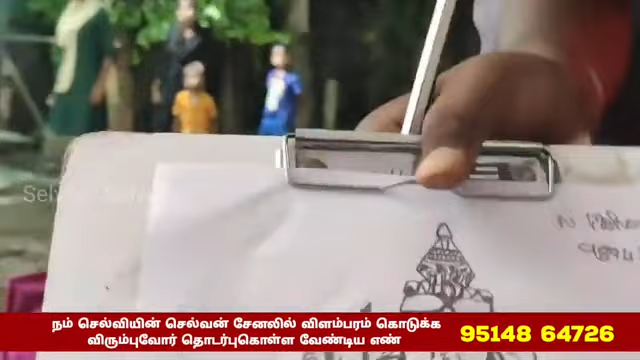 நம் செல்வியின் செல்வன் சேனலில் விளம்பரம் கொடுக்க
விரும்புவோர் தொடர்புகொள்ள வேண்டிய எண்
95148 64726